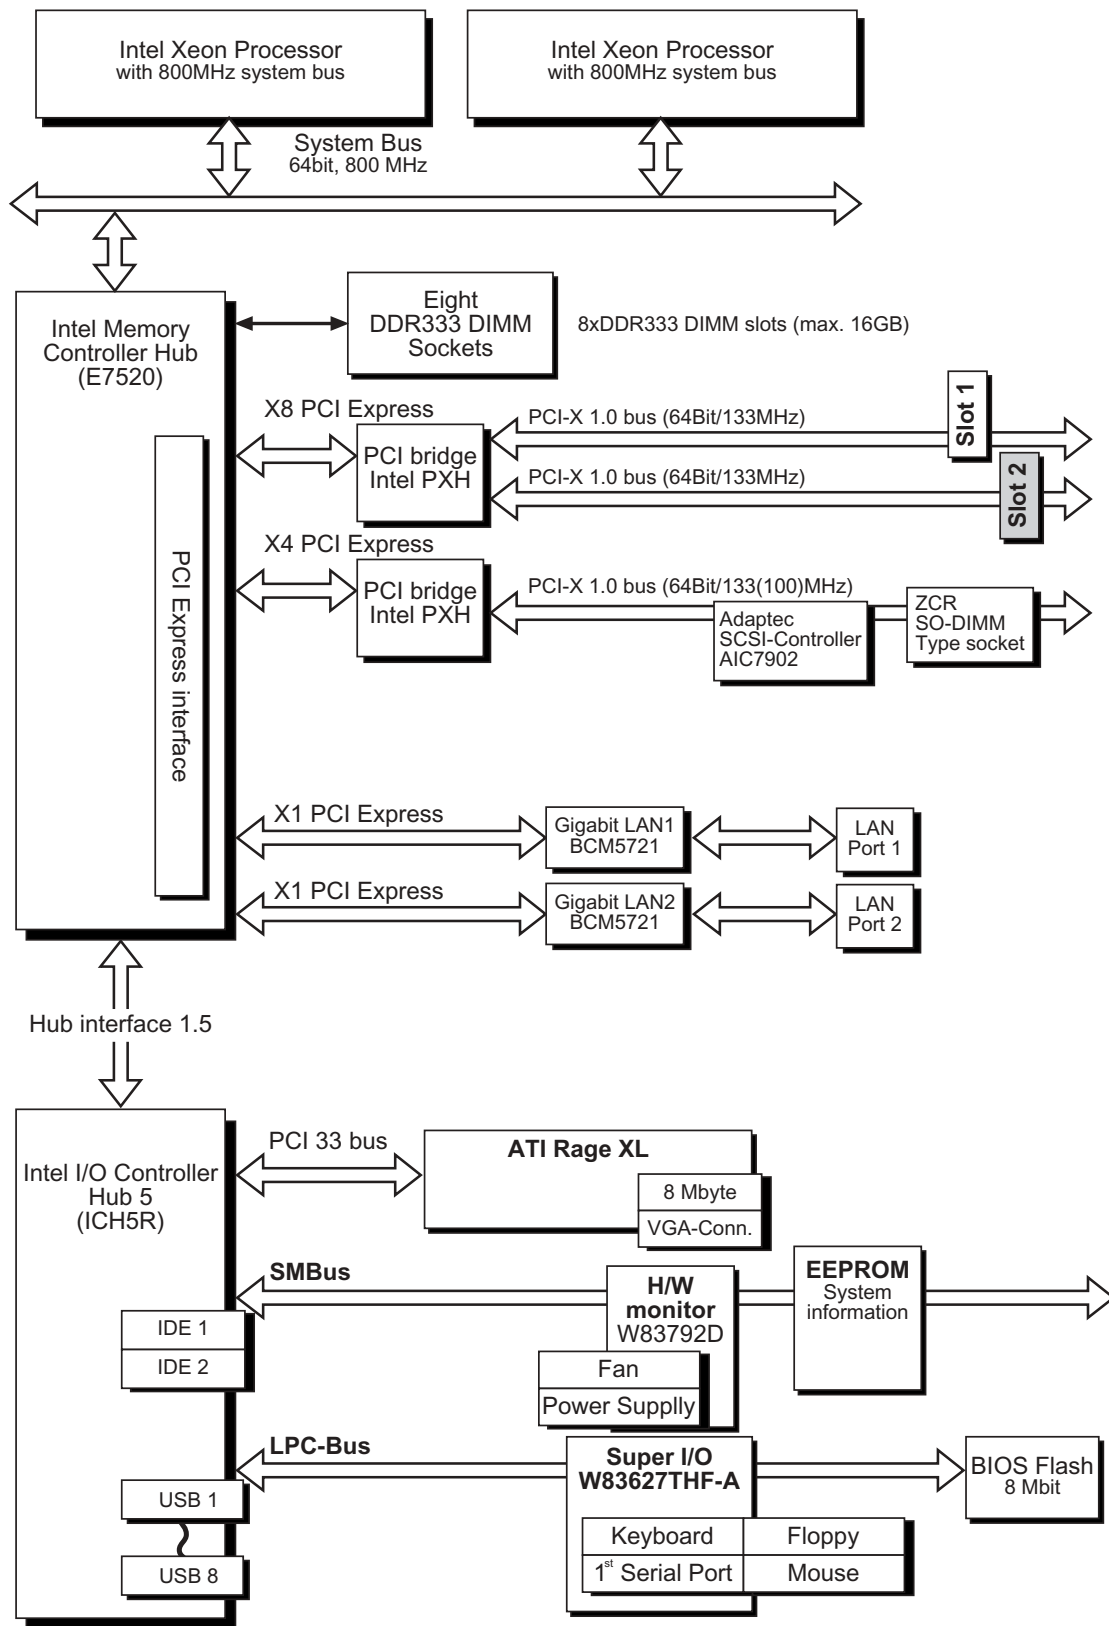 Intel Xeon Processor
with 800MHz system bus
Intel Xeon Processor
with 800MHz system bus
System Bus
64bit, 800 MHz
Intel Memory
Controller Hub
(E7520)
Eight
DDR333 DIMM
Sockets
8xDDR333 DIMM slots (max. 16GB)
PCI Express interface
X8 PCI Express
PCI bridge
Intel PXH
PCI-X 1.0 bus (64Bit/133MHz)
Slot 1
PCI-X 1.0 bus (64Bit/133MHz)
Slot 2
X4 PCI Express
PCI bridge
Intel PXH
PCI-X 1.0 bus (64Bit/133(100)MHz)
Adaptec
SCSI-Controller
AIC7902
ZCR
SO-DIMM
Type socket
X1 PCI Express
Gigabit LAN1
BCM5721
LAN
Port 1
X1 PCI Express
Gigabit LAN2
BCM5721
LAN
Port 2
Hub interface 1.5
Intel I/O Controller
Hub 5
(ICH5R)
PCI 33 bus
ATI Rage XL
8 Mbyte
VGA-Conn.
SMBus
H/W
monitor
W83792D
Fan
Power Supplly
EEPROM
System
information
IDE 1
IDE 2
LPC-Bus
Super I/O
W83627THF-A
Keyboard
Floppy
1st Serial Port
Mouse
BIOS Flash
8 Mbit
USB 1
USB 8